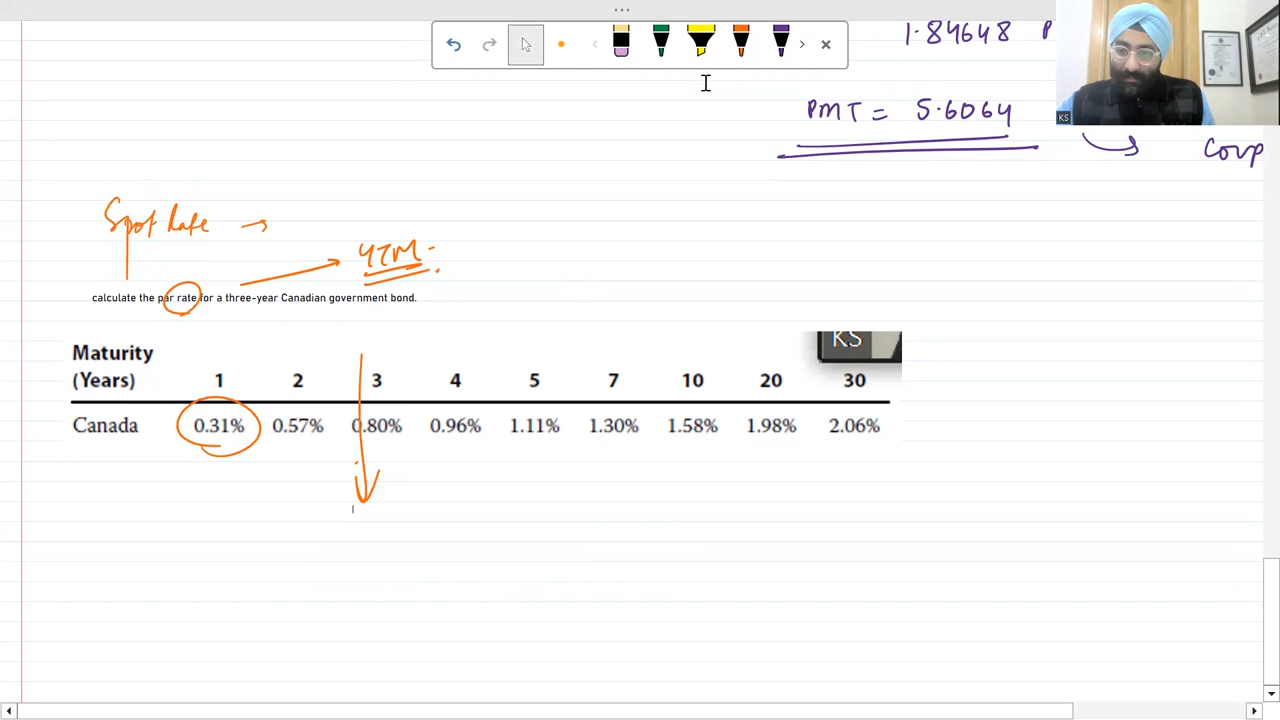 1.84648 P
PMT = 5.6064
KS
Coup
Spot Rate →
YTM
calculate the par rate for a three-year Canadian government bond.
KS
Maturity
(Years) 1 2 3 4 5 7 10 20 30
Canada 0.31% 0.57% 0.80% 0.96% 1.11% 1.30% 1.58% 1.98% 2.06%